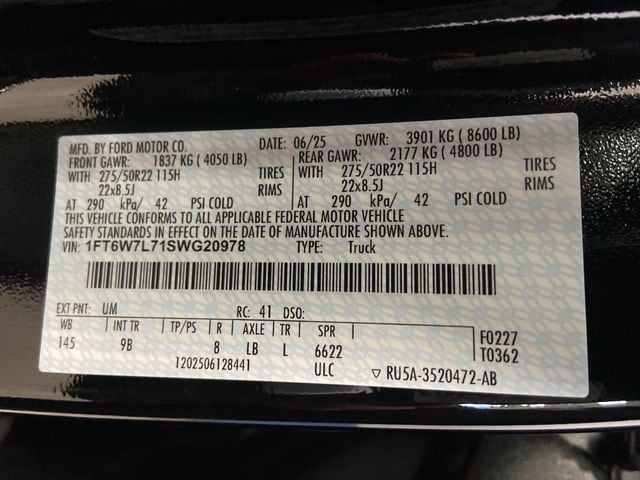 MFD. BY FORD MOTOR CO. DATE: 06/25 GVWR: 3901 KG ( 8600 LB)
FRONT GAWR: 1837 KG ( 4050 LB) REAR GAWR: 2177 KG ( 4800 LB)
WITH 275/50R22 115H TIRES WITH 275/50R22 115H TIRES
22x8.5J RIMS 22x8.5J RIMS
AT 290 kPa/ 42 PSI COLD AT 290 kPa/ 42 PSI COLD
THIS VEHICLE CONFORMS TO ALL APPLICABLE FEDERAL MOTOR VEHICLE
SAFETY STANDARDS IN EFFECT ON THE DATE OF MANUFACTURE SHOWN ABOVE.
VIN: 1FT6W7L71SWG20978 TYPE: Truck
EXT PNT: UM RC: 41 DSO:
WB INT TR TP/PS R AXLE TR SPR F0227
145 9B 8 LB L 6622 T0362
1202506128441 ULC ▽ RU5A-3520472-AB